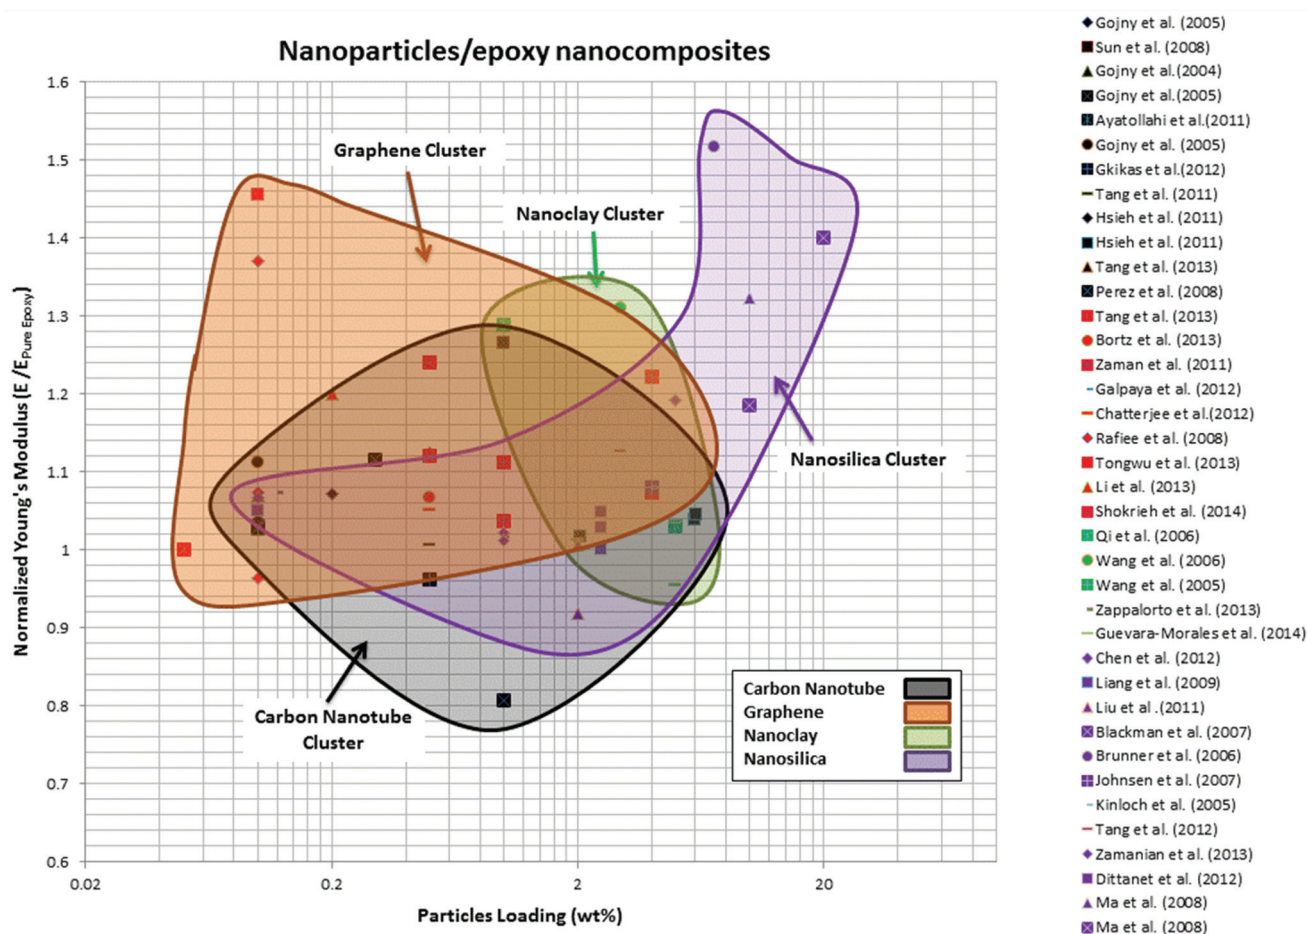 Nanoparticles/epoxy nanocomposites
1.6
1.5
1.4
1.3
1.2
1.1
1
0.9
0.8
0.7
0.6
0.02
0.2
2
20
Normalized Young's Modulus (E /E Pure Epoxy)
Particles Loading (wt%)
Graphene Cluster
Nanoclay Cluster
Nanosilica Cluster
Carbon Nanotube
Cluster
Carbon Nanotube
Graphene
Nanoclay
Nanosilica
Gojny et al. (2005)
Sun et al. (2008)
Gojny et al.(2004)
Gojny et al.(2005)
Ayatollahi et al.(2011)
Gojny et al. (2005)
Gkikas et al.(2012)
Tang et al. (2011)
Hsieh et al. (2011)
Hsieh et al. (2011)
Tang et al. (2013)
Perez et al. (2008)
Tang et al. (2013)
Bortz et al. (2013)
Zaman et al. (2011)
Galpaya et al. (2012)
Chatterjee et al.(2012)
Rafiee et al. (2008)
Tongwu et al. (2013)
Li et al. (2013)
Shokrieh et al. (2014)
Qi et al. (2006)
Wang et al. (2006)
Wang et al. (2005)
Zappalorto et al. (2013)
Guevara-Morales et al. (2014)
Chen et al. (2012)
Liang et al. (2009)
Liu et al .(2011)
Blackman et al. (2007)
Brunner et al. (2006)
Johnsen et al. (2007)
Kinloch et al. (2005)
Tang et al. (2012)
Zamanian et al. (2013)
Dittanet et al. (2012)
Ma et al. (2008)
Ma et al. (2008)